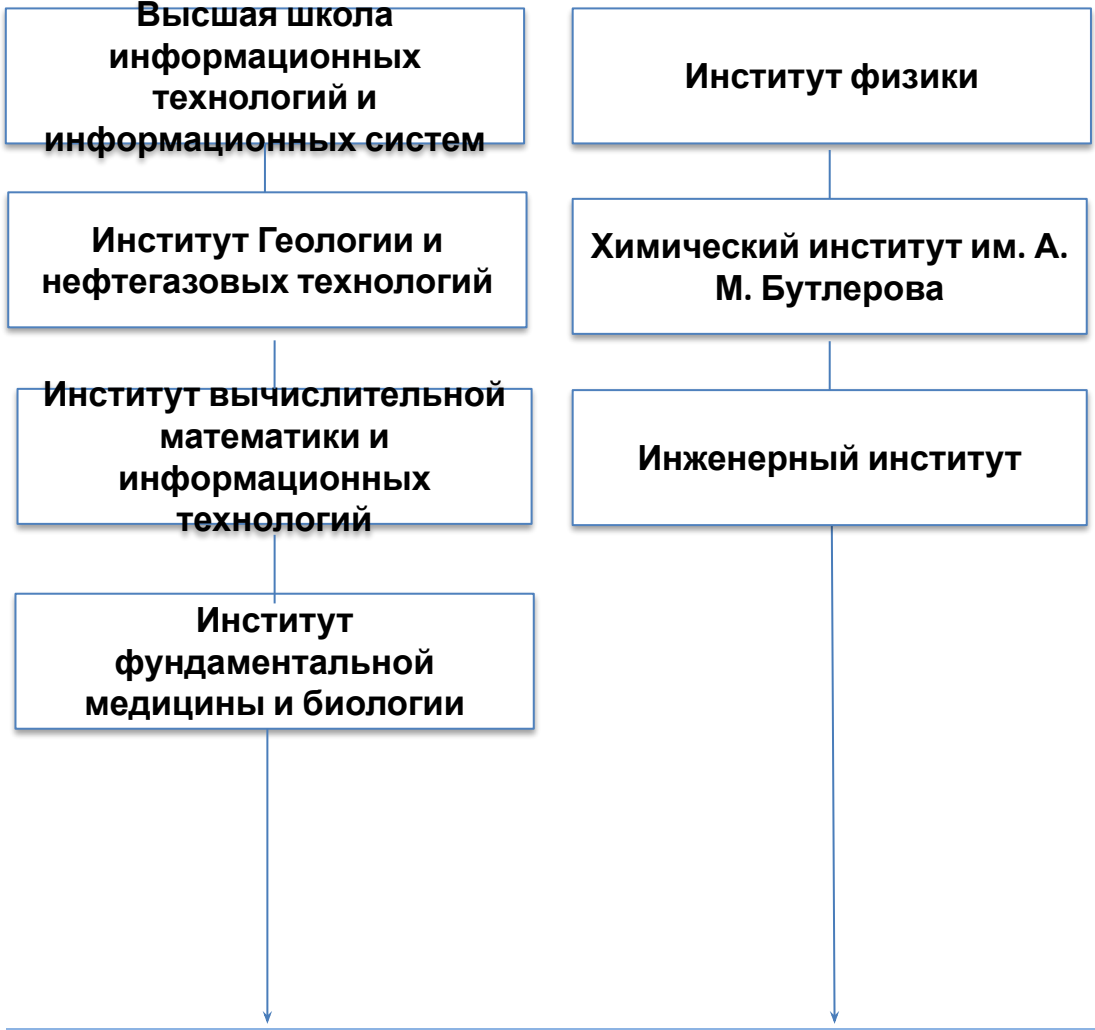 Высшая школа
информационных
технологий и
информационных систем
Институт Геологии и
нефтегазовых технологий
Институт вычислительной
математики и
информационных
технологий
Институт
фундаментальной
медицины и биологии
Институт физики
Химический институт им. А.
М. Бутлерова
Инженерный институт